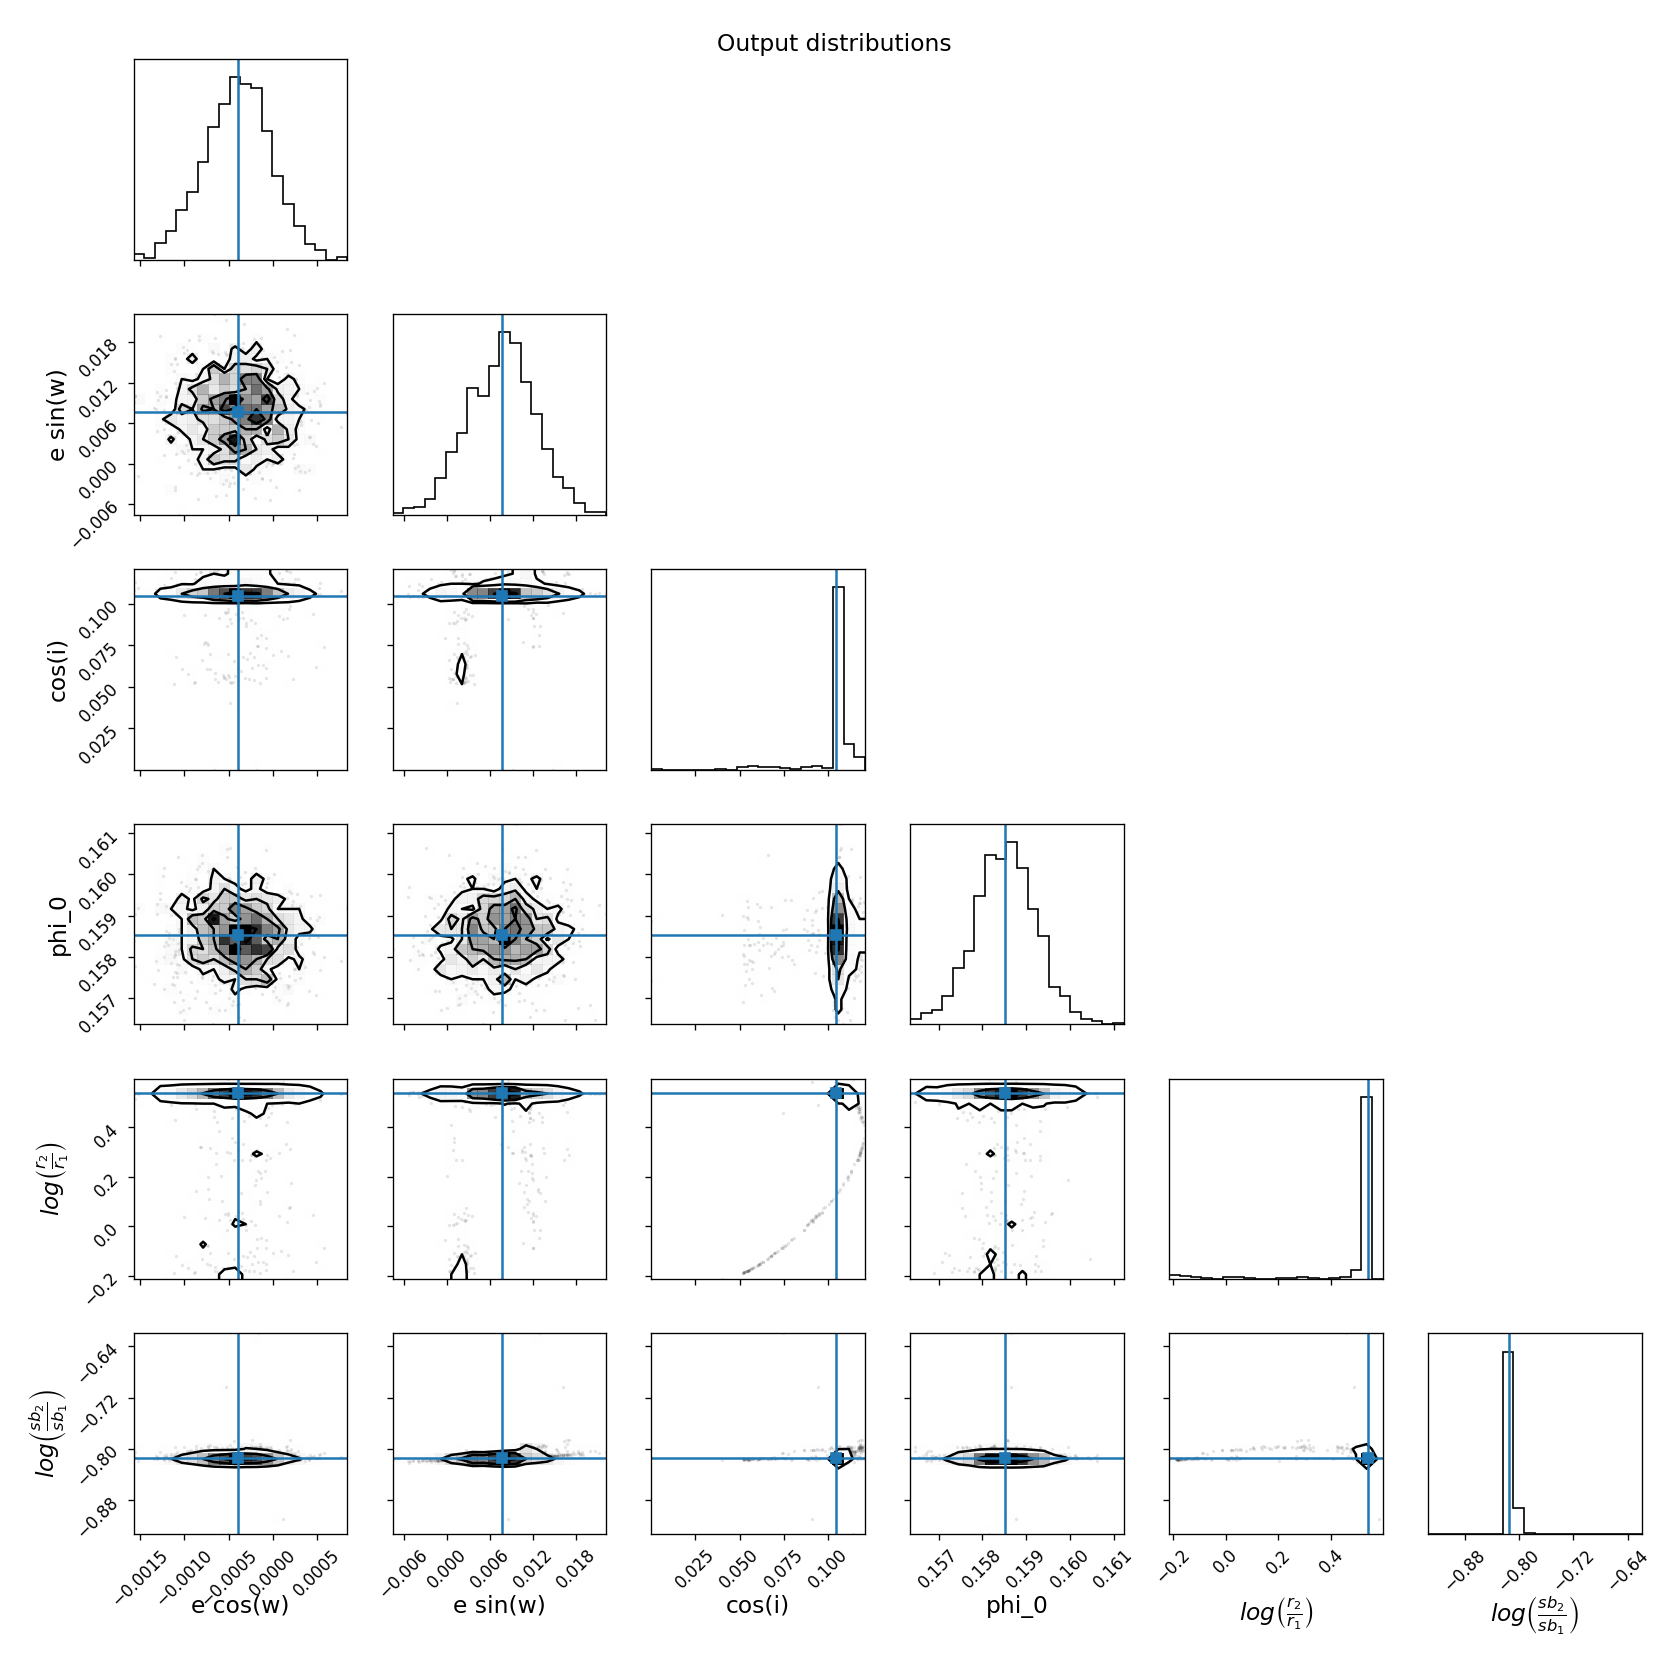 Output distributions
e sin(w)
0.018
0.012
0.006
0.000
−0.006
cos(i)
0.100
0.075
0.050
0.025
phi_0
0.161
0.160
0.159
0.158
0.157
log(r2/r1)
0.4
0.2
0.0
−0.2
log(sb2/sb1)
−0.64
−0.72
−0.80
−0.88
−0.0015 −0.0010 −0.0005 0.0000 0.0005
−0.006 0.000 0.006 0.012 0.018
0.025 0.050 0.075 0.100
0.157 0.158 0.159 0.160 0.161
−0.2 0.0 0.2 0.4
−0.88 −0.80 −0.72 −0.64
e cos(w)
e sin(w)
cos(i)
phi_0
log(r2/r1)
log(sb2/sb1)